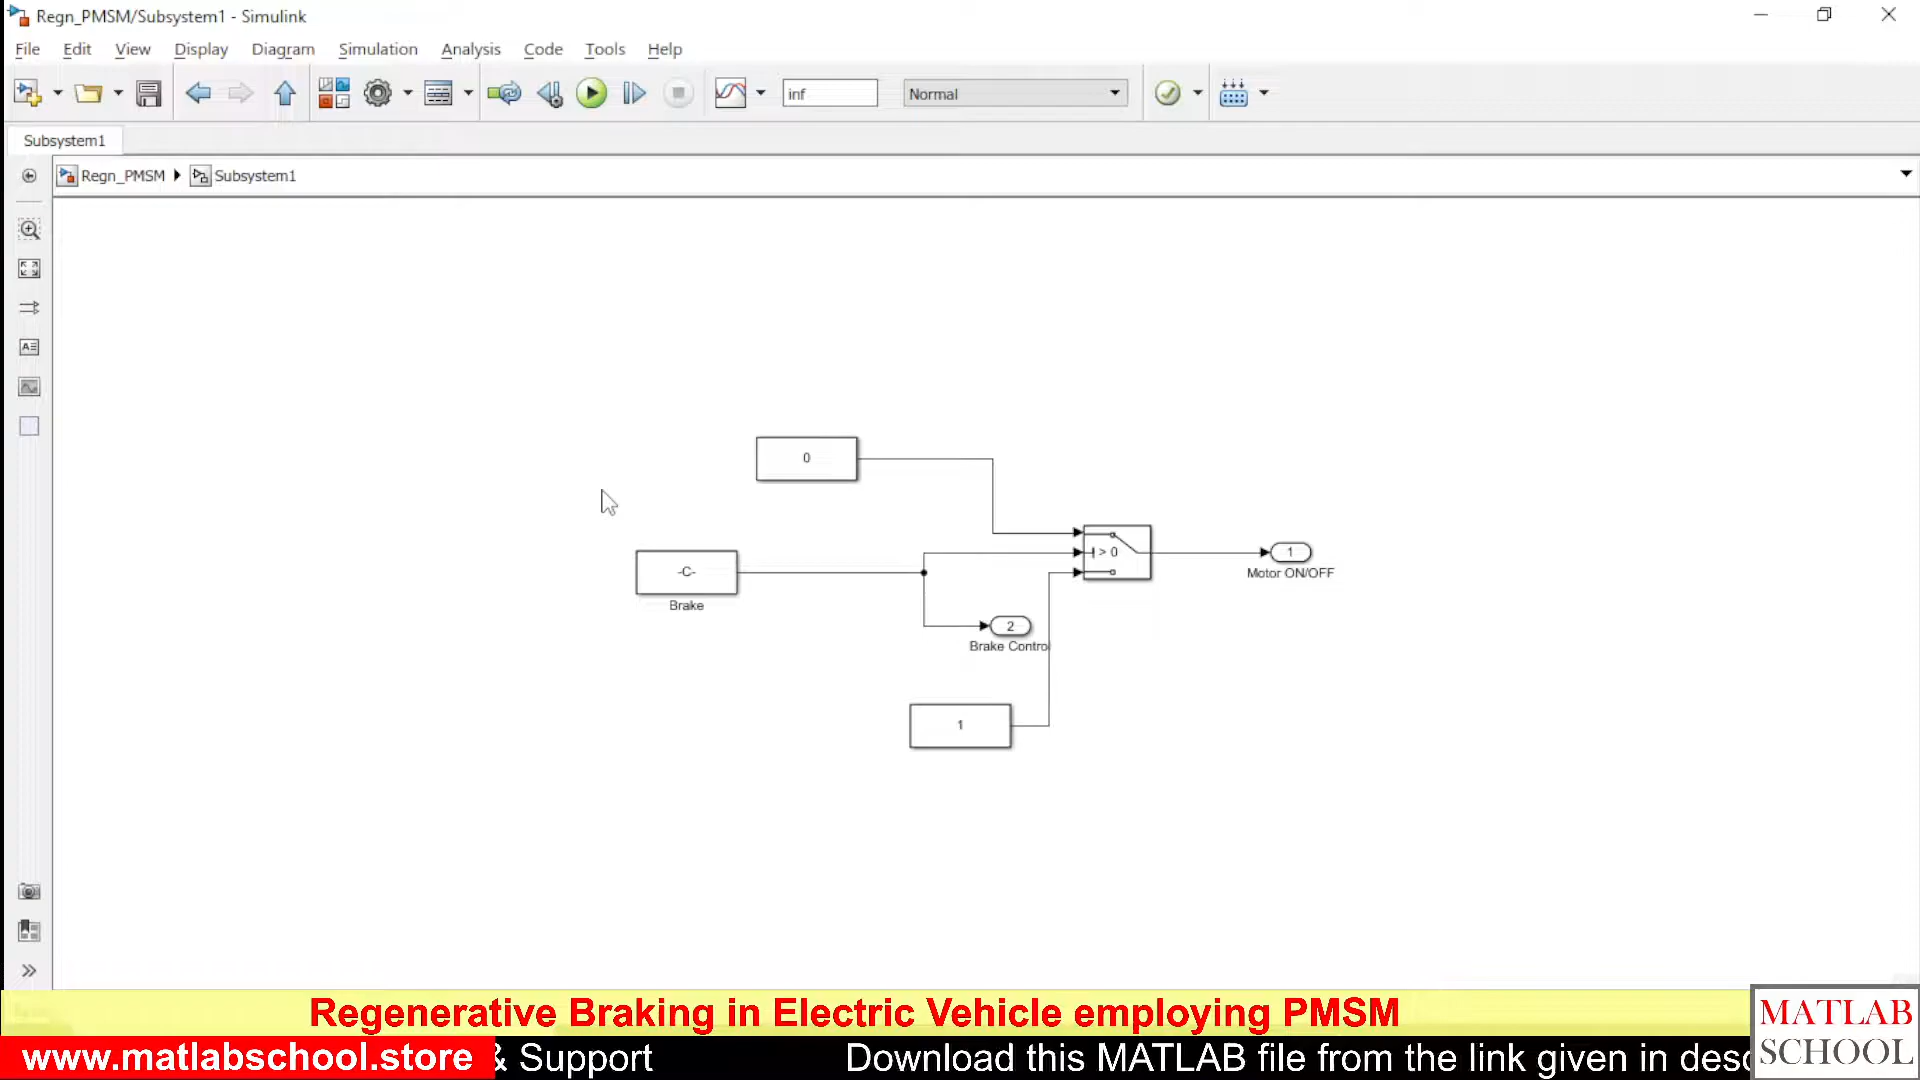 Regn_PMSM/Subsystem1 - Simulink
File Edit View Display Diagram Simulation Analysis Code Tools Help
inf Normal
Subsystem1
Regn_PMSM Subsystem1
0
> 0
1
Motor ON/OFF
-C-
Brake
2
Brake Control
1
Regenerative Braking in Electric Vehicle employing PMSM
MATLAB
SCHOOL
www.matlabschool.store & Support Download this MATLAB file from the link given in desc